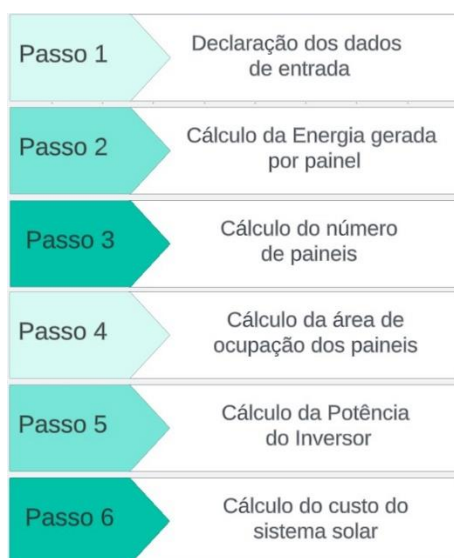 Passo 1
Declaração dos dados
de entrada
Passo 2
Cálculo da Energia gerada
por painel
Passo 3
Cálculo do número
de paineis
Passo 4
Cálculo da área de
ocupação dos paineis
Passo 5
Cálculo da Potência
do Inversor
Passo 6
Cálculo do custo do
sistema solar